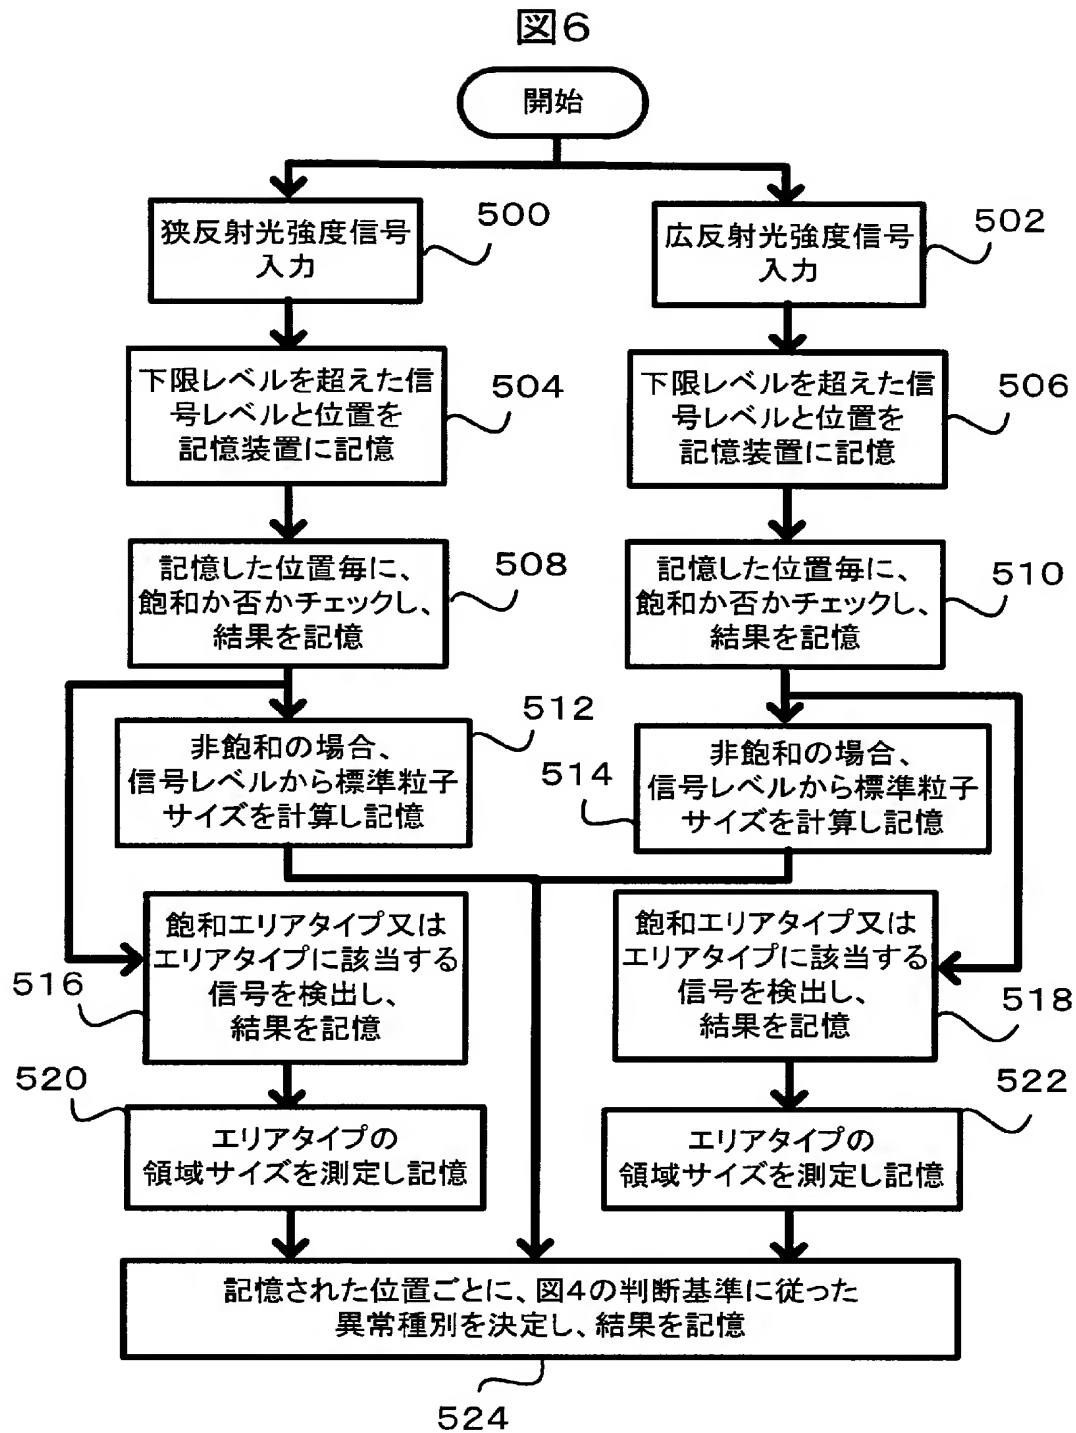 図6
開始
狭反射光強度信号
入力
500
広反射光強度信号
入力
502
下限レベルを超えた信
号レベルと位置を
記憶装置に記憶
504
下限レベルを超えた信
号レベルと位置を
記憶装置に記憶
506
記憶した位置毎に、
飽和か否かチェックし、
結果を記憶
508
記憶した位置毎に、
飽和か否かチェックし、
結果を記憶
510
非飽和の場合、
信号レベルから標準粒子
サイズを計算し記憶
512
非飽和の場合、
信号レベルから標準粒子
サイズを計算し記憶
514
飽和エリアタイプ又は
エリアタイプに該当する
信号を検出し、
結果を記憶
516
飽和エリアタイプ又は
エリアタイプに該当する
信号を検出し、
結果を記憶
518
エリアタイプの
領域サイズを測定し記憶
520
エリアタイプの
領域サイズを測定し記憶
522
記憶された位置ごとに、図4の判断基準に従った
異常種別を決定し、結果を記憶
524